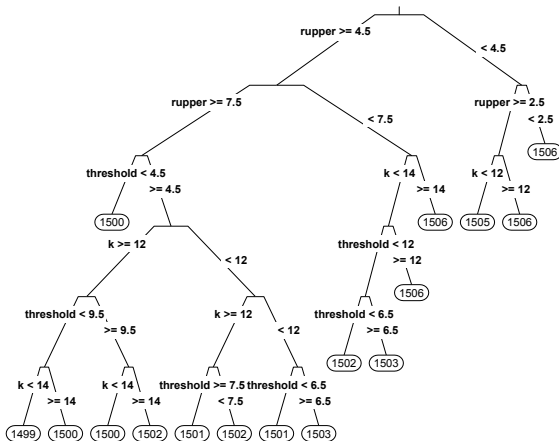 rupper >= 4.5
< 4.5
rupper >= 7.5
rupper >= 2.5
< 7.5
< 2.5
1506
threshold < 4.5
k < 14
k < 12
>= 4.5
>= 14
>= 12
1500
1506
1505
1506
k >= 12
threshold < 12
< 12
>= 12
1506
threshold < 9.5
k >= 12
threshold < 6.5
>= 9.5
< 12
>= 6.5
1502
1503
k < 14
k < 14
threshold >= 7.5
threshold < 6.5
>= 14
>= 14
< 7.5
>= 6.5
1499
1500
1500
1502
1501
1502
1501
1503